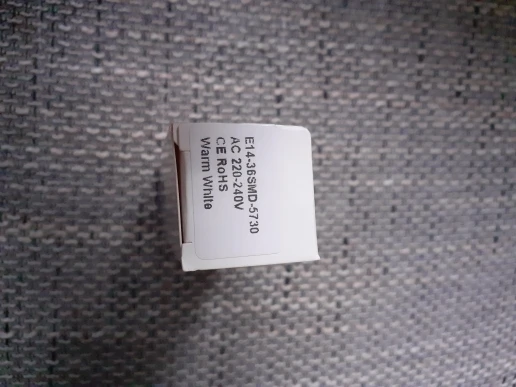 E14-36SMD-5730
AC 220-240V
CE RoHS
Warm White